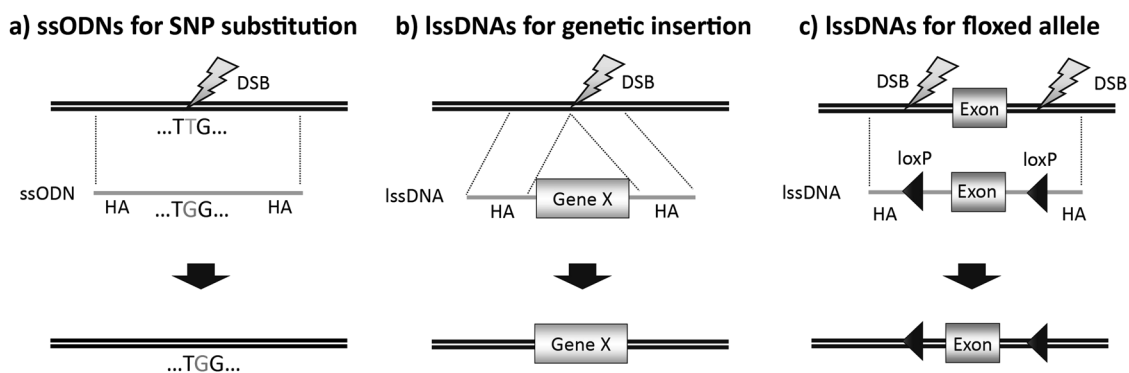 a) ssODNs for SNP substitution
DSB
...TTG...
ssODN
HA
...TGG...
HA
...TGG...
b) lssDNAs for genetic insertion
DSB
lssDNA
HA
Gene X
HA
Gene X
c) lssDNAs for floxed allele
DSB
DSB
Exon
loxP
loxP
lssDNA
Exon
HA
HA
Exon